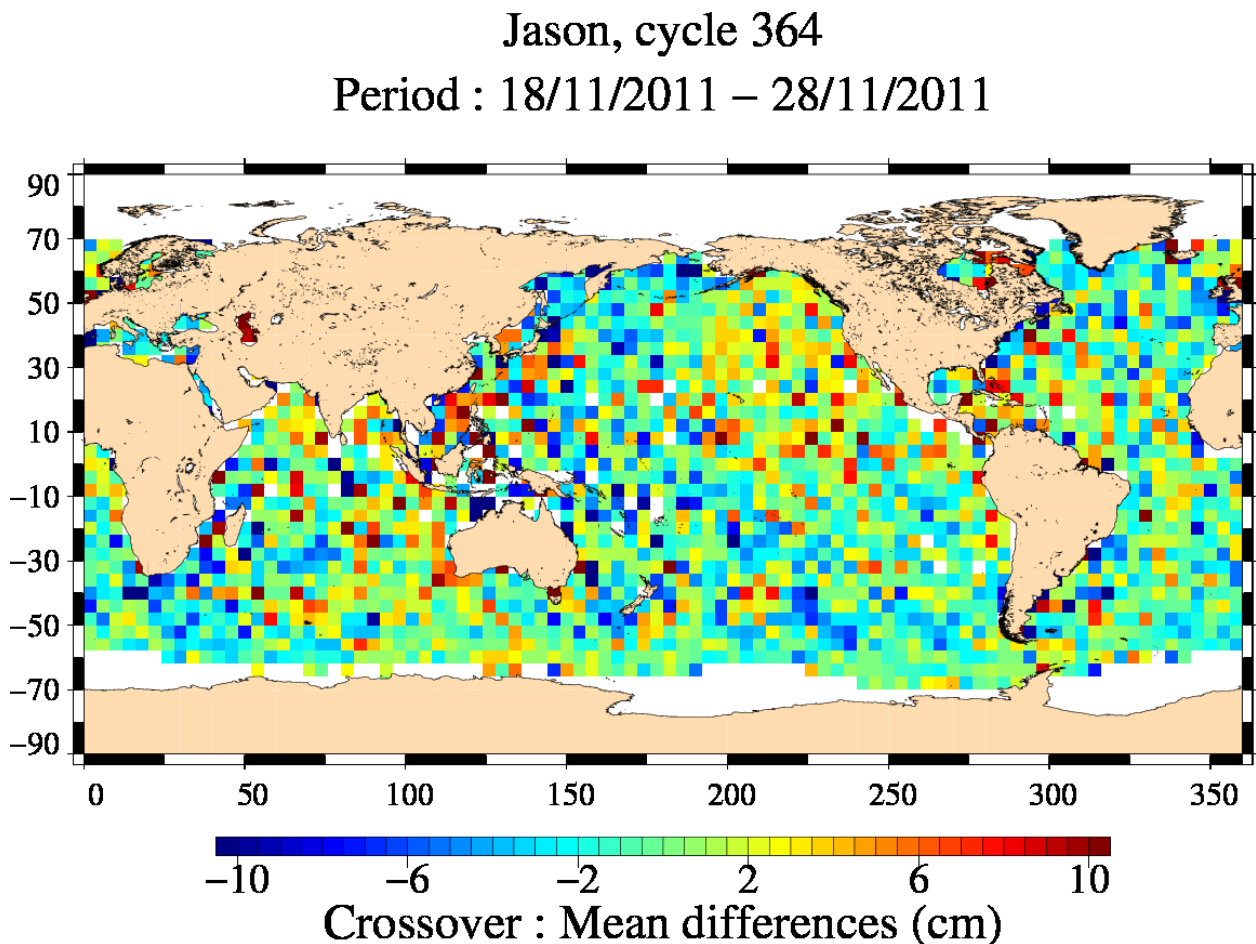 Jason, cycle 364
Period : 18/11/2011 – 28/11/2011
90
70
50
30
10
−10
−30
−50
−70
−90
0 50 100 150 200 250 300 350
−10 −6 −2 2 6 10
Crossover : Mean differences (cm)